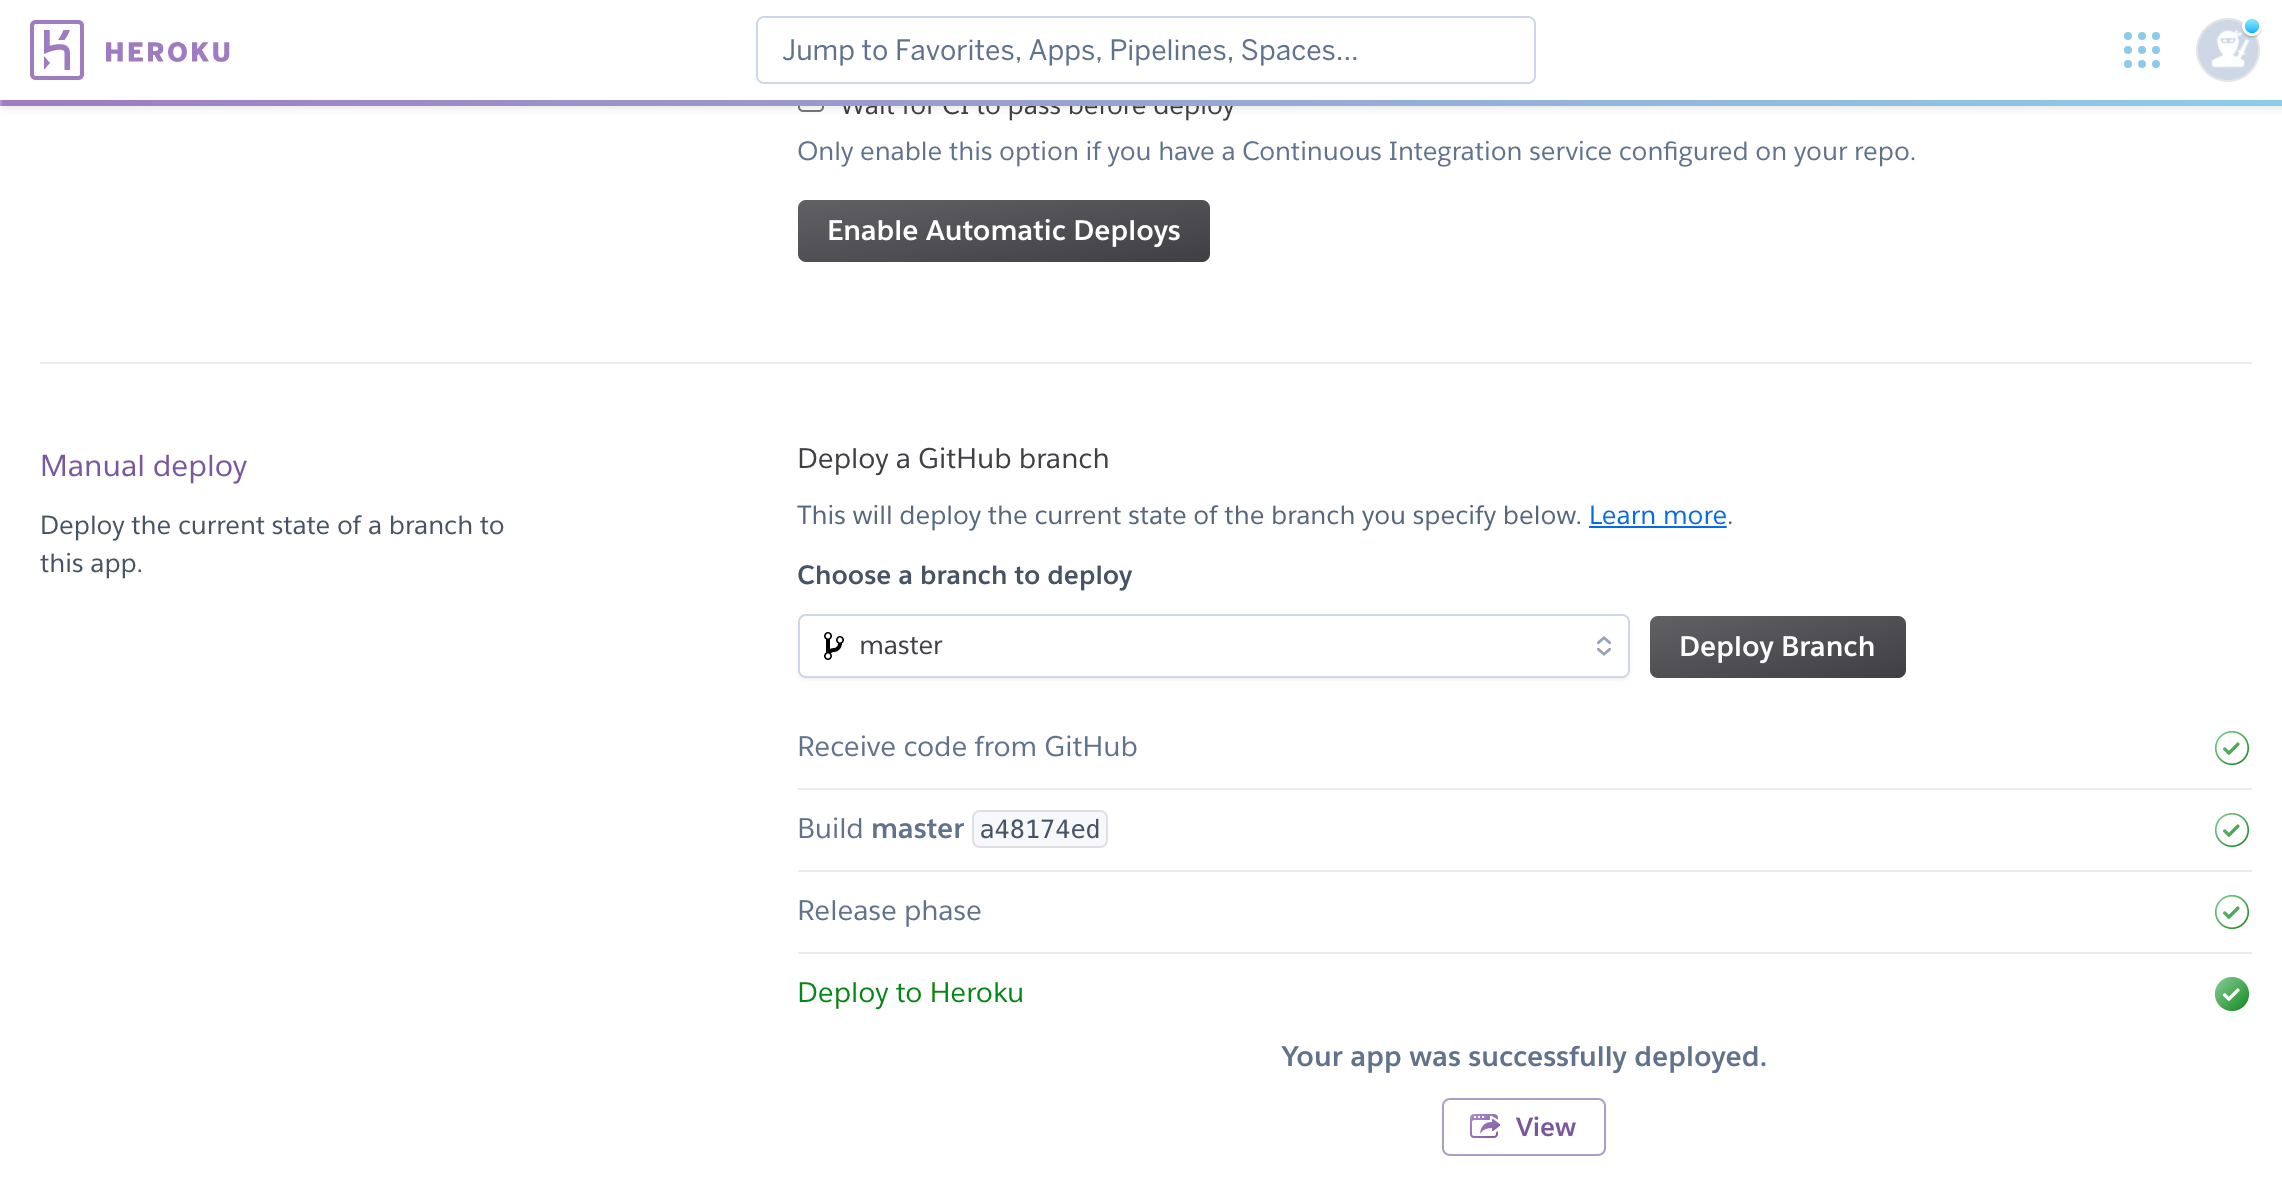 HEROKU
Jump to Favorites, Apps, Pipelines, Spaces...
Wait for CI to pass before deploy
Only enable this option if you have a Continuous Integration service configured on your repo.
Enable Automatic Deploys
Manual deploy
Deploy the current state of a branch to
this app.
Deploy a GitHub branch
This will deploy the current state of the branch you specify below. Learn more.
Choose a branch to deploy
master
Deploy Branch
Receive code from GitHub
Build master a48174ed
Release phase
Deploy to Heroku
Your app was successfully deployed.
View